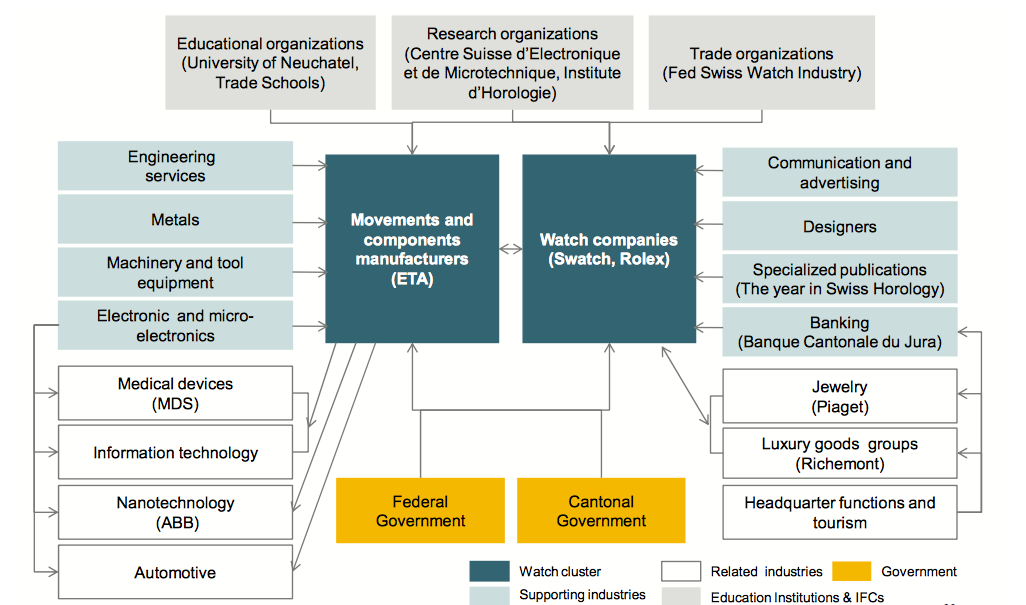 Educational organizations
(University of Neuchatel,
Trade Schools)
Research organizations
(Centre Suisse d'Electronique
et de Microtechnique, Institute
d'Horologie)
Trade organizations
(Fed Swiss Watch Industry)
Engineering
services
Metals
Machinery and tool
equipment
Electronic and micro-
electronics
Movements and
components
manufacturers
(ETA)
Watch companies
(Swatch, Rolex)
Communication and
advertising
Designers
Specialized publications
(The year in Swiss Horology)
Banking
(Banque Cantonale du Jura)
Medical devices
(MDS)
Information technology
Nanotechnology
(ABB)
Automotive
Federal
Government
Cantonal
Government
Jewelry
(Piaget)
Luxury goods groups
(Richemont)
Headquarter functions and
tourism
Watch cluster
Related industries
Government
Supporting industries
Education Institutions & IFCs